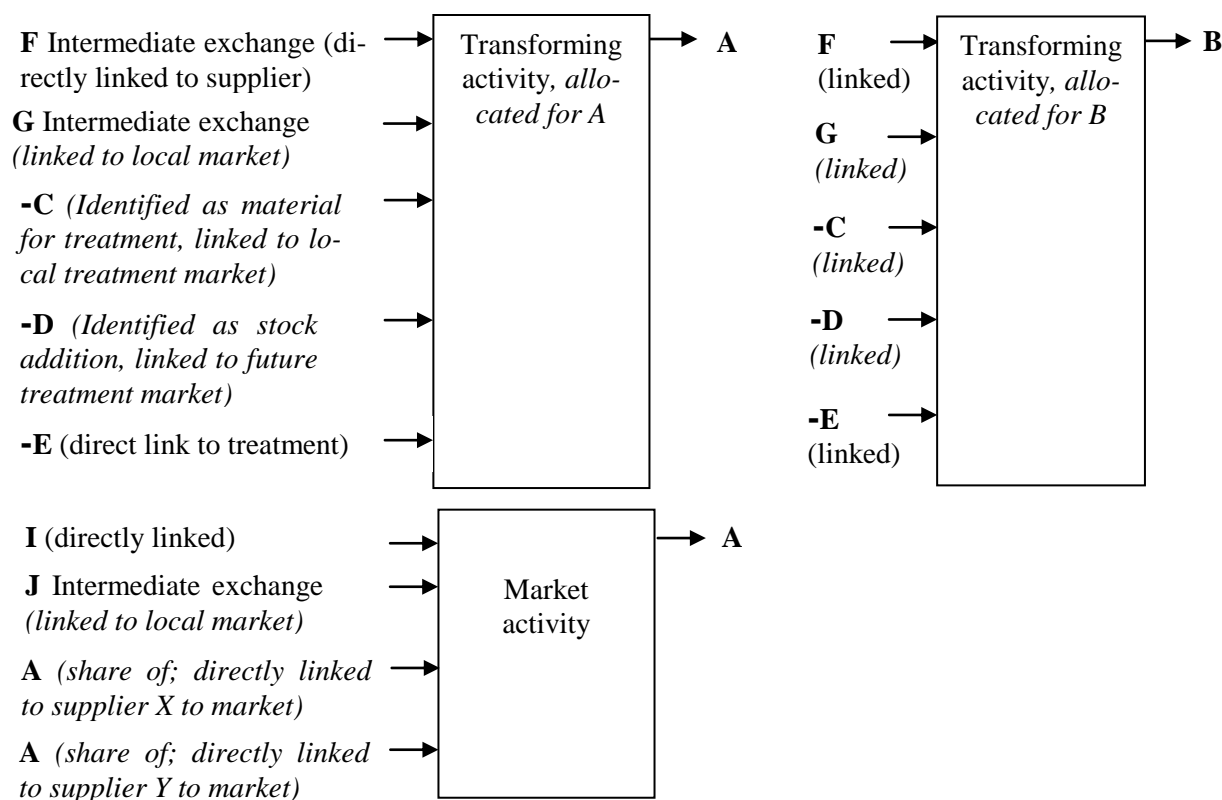 F Intermediate exchange (di-
rectly linked to supplier)
G Intermediate exchange
(linked to local market)
-C (Identified as material
for treatment, linked to lo-
cal treatment market)
-D (Identified as stock
addition, linked to future
treatment market)
-E (direct link to treatment)
Transforming
activity, allo-
cated for A
A
F
(linked)
G
(linked)
-C
(linked)
-D
(linked)
-E
(linked)
Transforming
activity, allo-
cated for B
B
I (directly linked)
J Intermediate exchange
(linked to local market)
A (share of; directly linked
to supplier X to market)
A (share of; directly linked
to supplier Y to market)
Market
activity
A